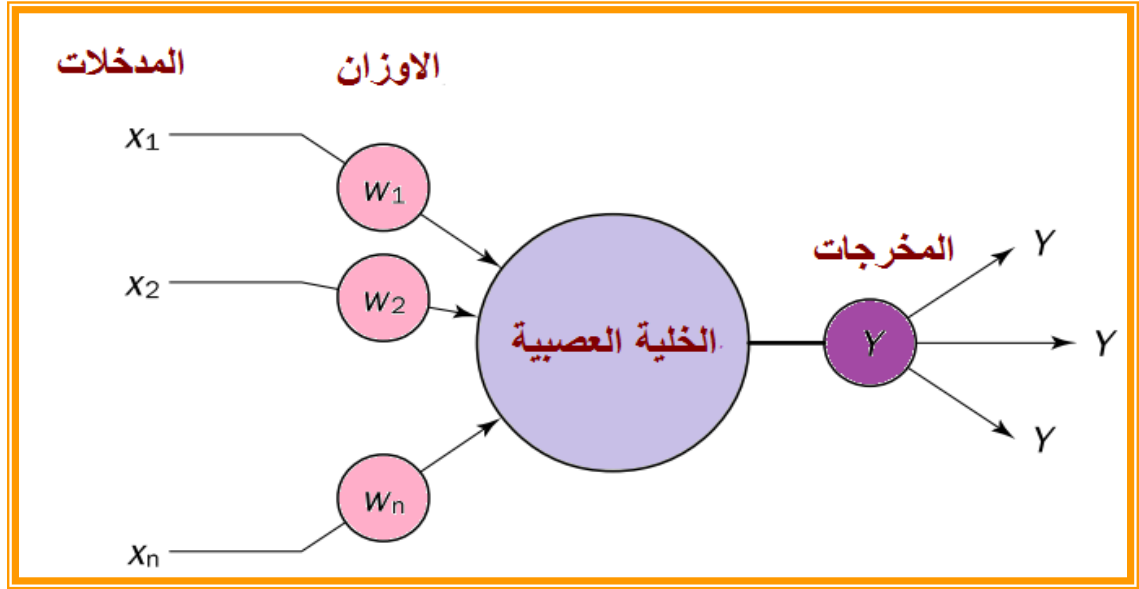 المدخلات
الاوزان
x1
w1
x2
w2
الخلية العصبية
المخرجات
Y
Y
Y
Y
wn
xn